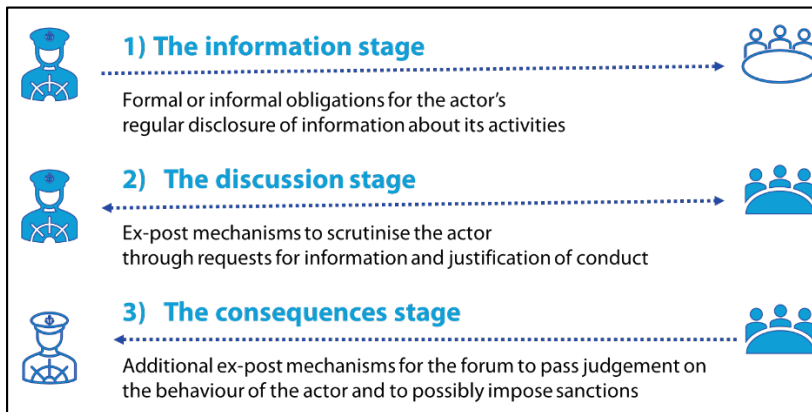 1) The information stage
Formal or informal obligations for the actor's
regular disclosure of information about its activities
2) The discussion stage
Ex-post mechanisms to scrutinise the actor
through requests for information and justification of conduct
3) The consequences stage
Additional ex-post mechanisms for the forum to pass judgement on
the behaviour of the actor and to possibly impose sanctions